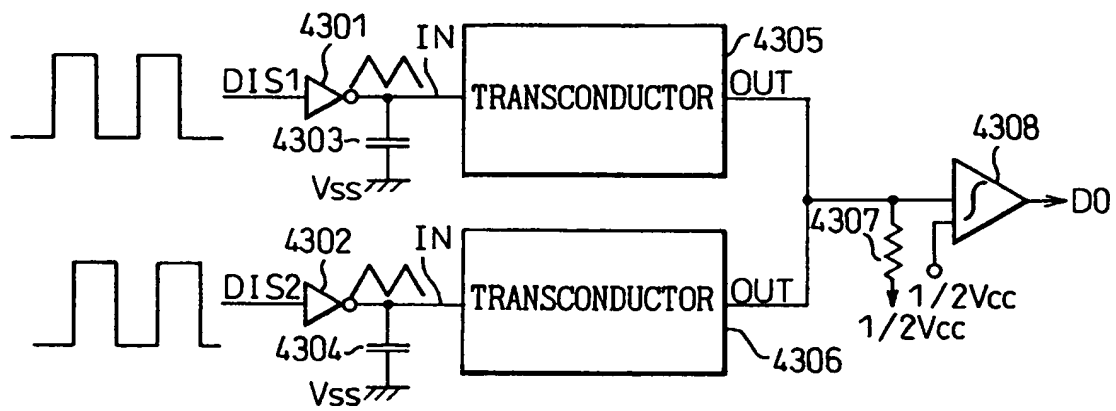 4301
IN
4305
DIS1
TRANSCONDUCTOR
OUT
4303
Vss
4308
DO
4307
1/2Vcc
1/2Vcc
4302
IN
DIS2
TRANSCONDUCTOR
OUT
4304
4306
Vss